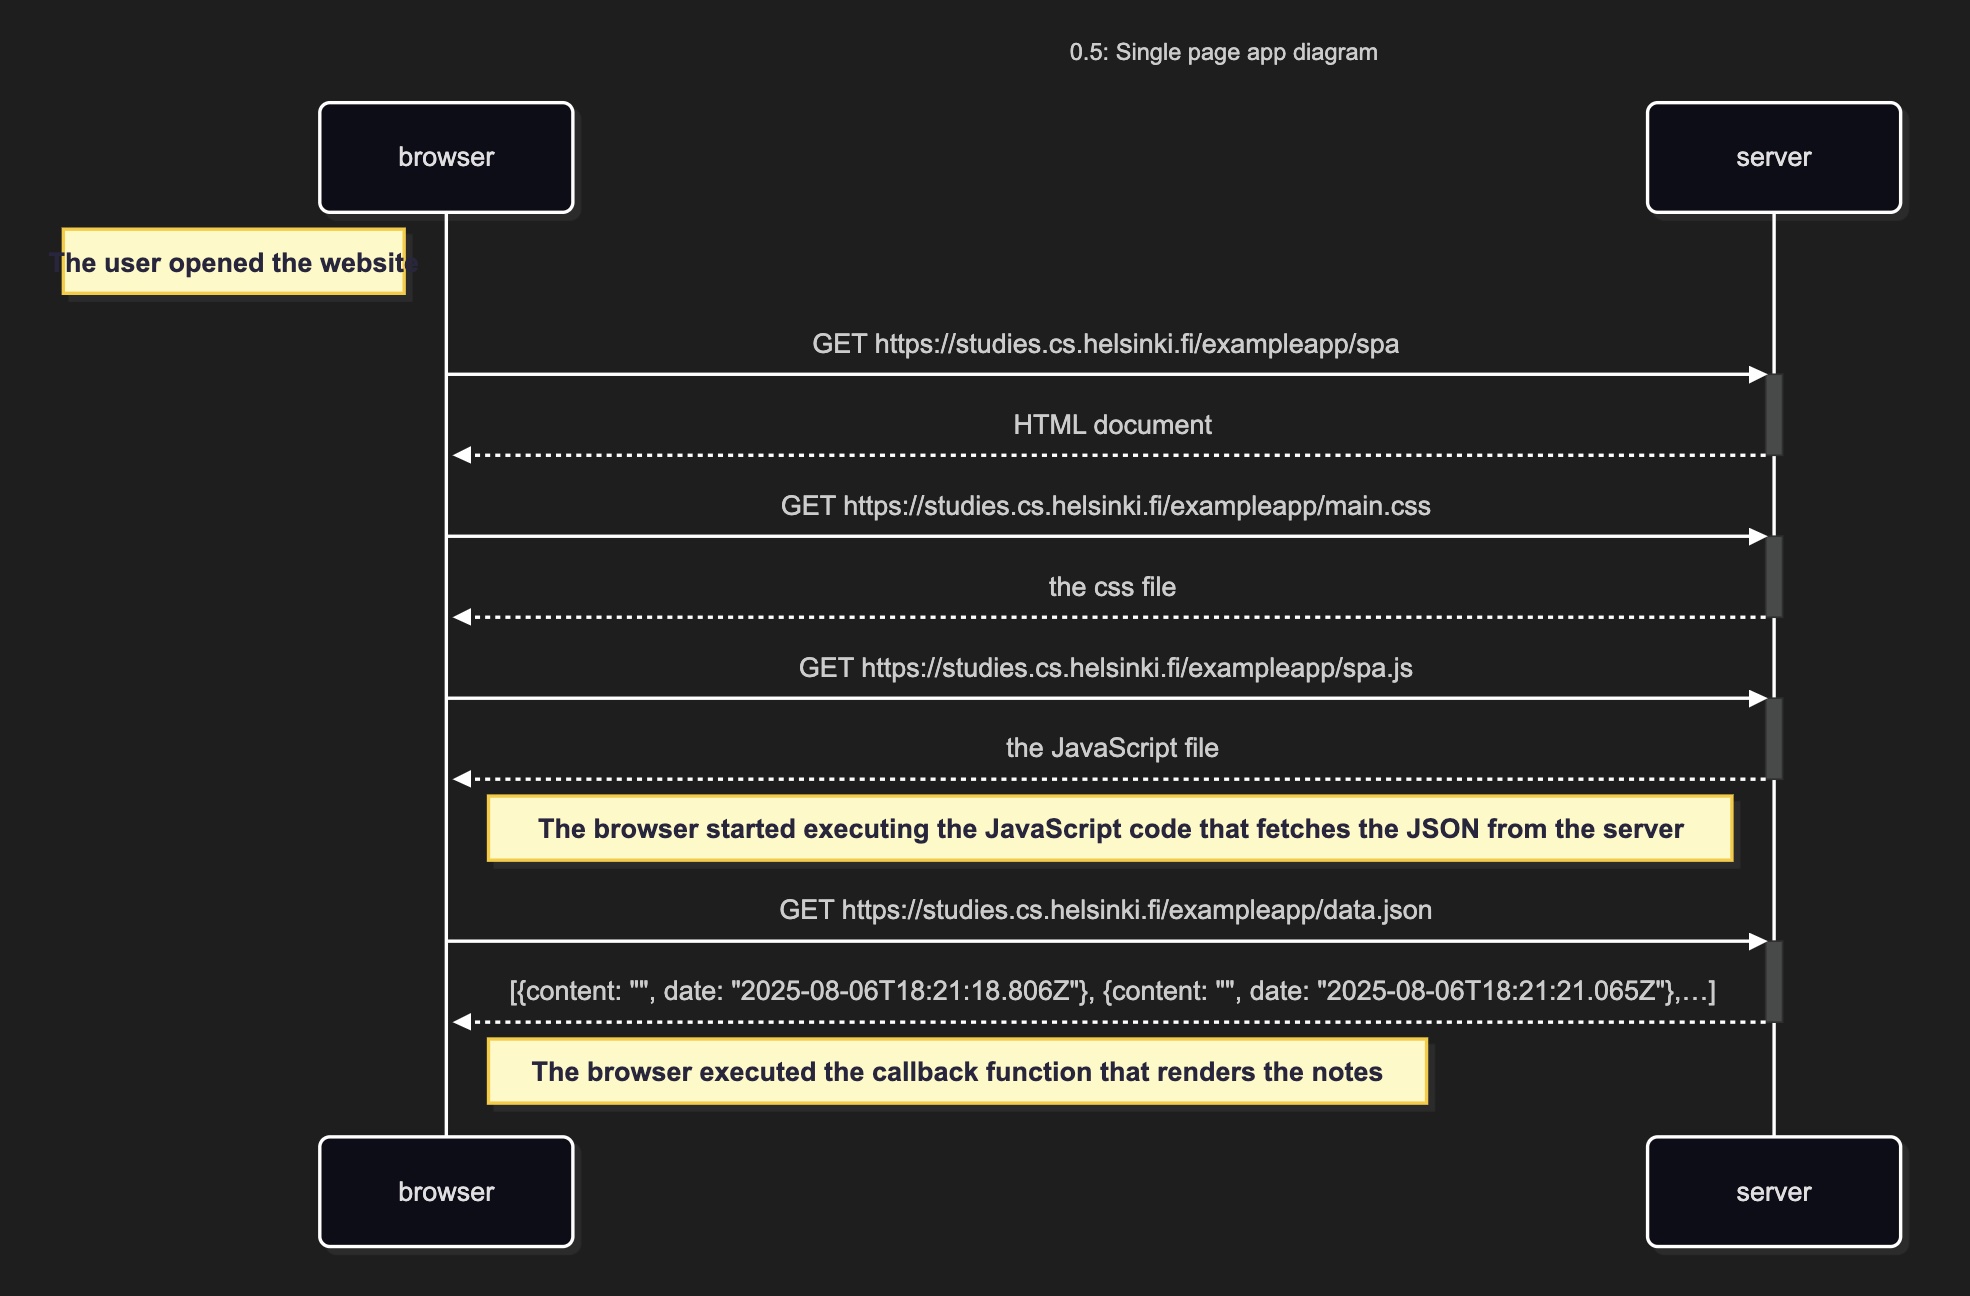 0.5: Single page app diagram
browser
server
The user opened the website
GET https://studies.cs.helsinki.fi/exampleapp/spa
HTML document
GET https://studies.cs.helsinki.fi/exampleapp/main.css
the css file
GET https://studies.cs.helsinki.fi/exampleapp/spa.js
the JavaScript file
The browser started executing the JavaScript code that fetches the JSON from the server
GET https://studies.cs.helsinki.fi/exampleapp/data.json
[{content: "", date: "2025-08-06T18:21:18.806Z"}, {content: "", date: "2025-08-06T18:21:21.065Z"},…]
The browser executed the callback function that renders the notes
browser
server